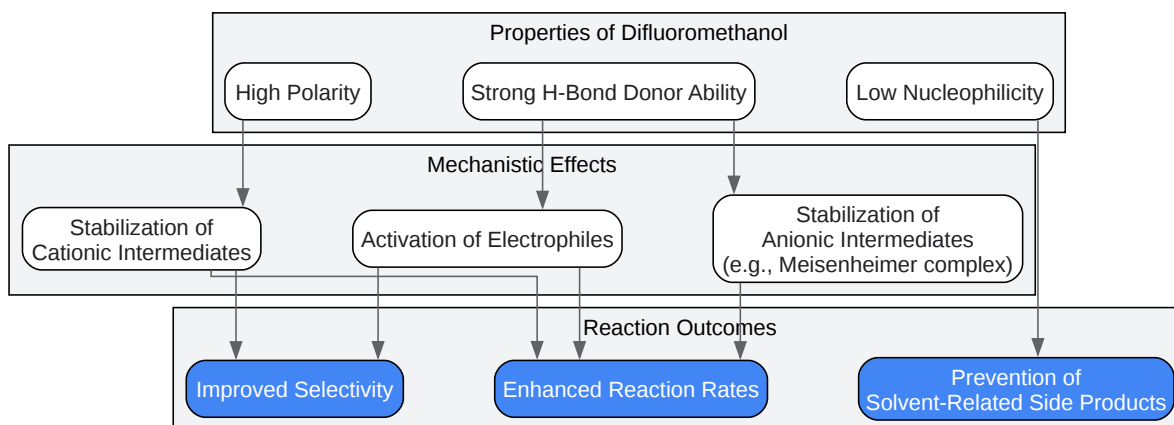 Properties of Difluoromethanol
High Polarity
Strong H-Bond Donor Ability
Low Nucleophilicity
Mechanistic Effects
Stabilization of
Cationic Intermediates
Activation of Electrophiles
Stabilization of
Anionic Intermediates
(e.g., Meisenheimer complex)
Reaction Outcomes
Improved Selectivity
Enhanced Reaction Rates
Prevention of
Solvent-Related Side Products